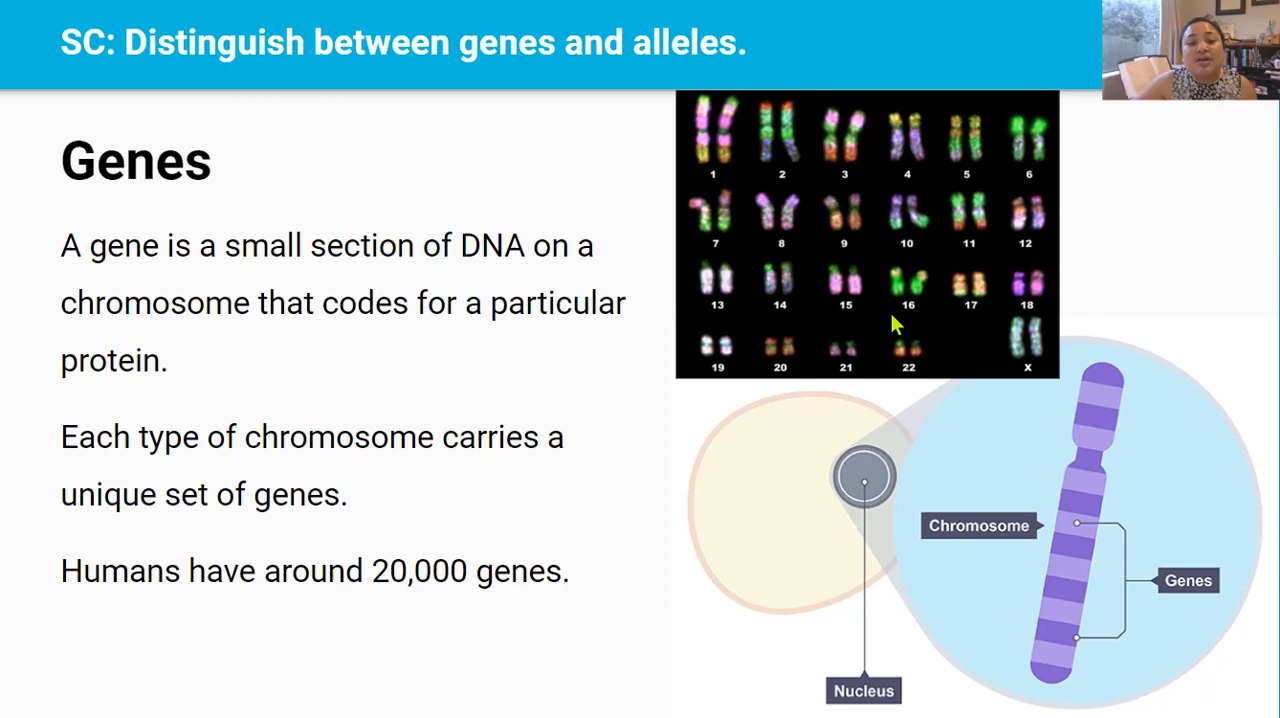 SC: Distinguish between genes and alleles.
Genes
A gene is a small section of DNA on a
chromosome that codes for a particular
protein.
Each type of chromosome carries a
unique set of genes.
Humans have around 20,000 genes.
1 2 3 4 5 6
7 8 9 10 11 12
13 14 15 16 17 18
19 20 21 22 X
Chromosome
Genes
Nucleus